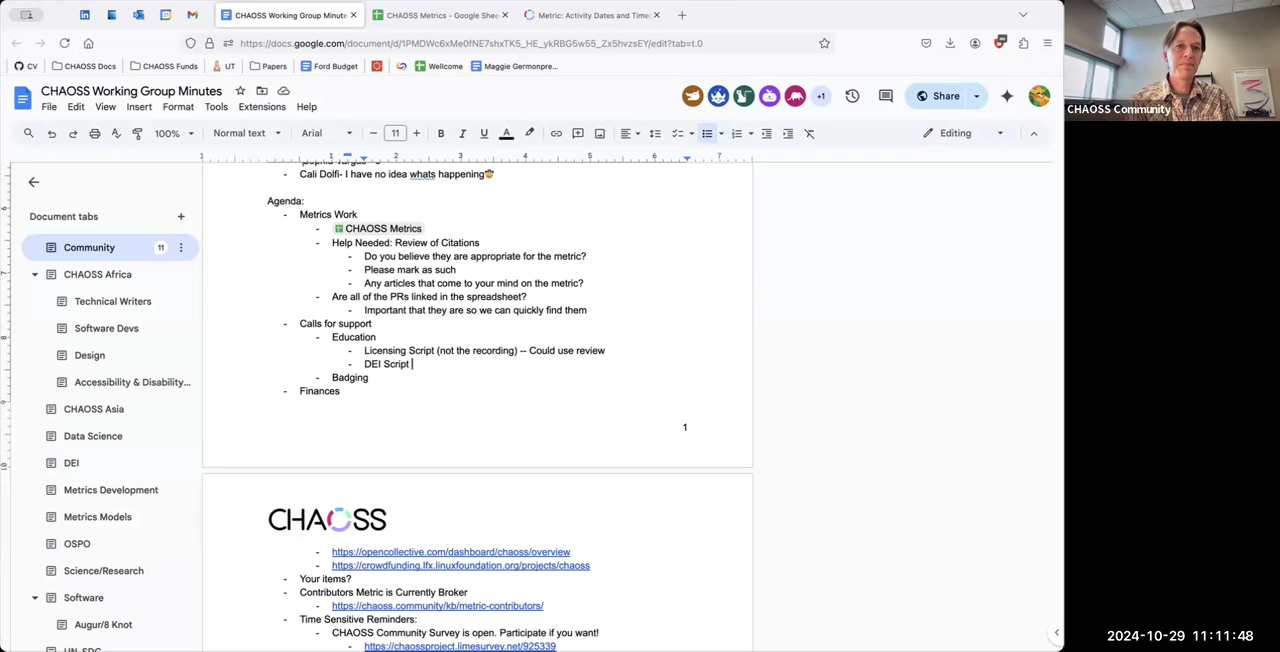 CHAOSS Working Group Minute
CHAOSS Metrics - Google Shee
Metric: Activity Dates and Time
https://docs.google.com/document/d/1PMDWc6xMe0fNE7shxTK5_HE_ykRBG5w55_Zx5hvzsEY/edit?tab=t.0
CV
CHAOSS Docs
CHAOSS Funds
UT
Papers
Ford Budget
Wellcome
Maggie Germonpre...
CHAOSS Working Group Minutes
File Edit View Insert Format Tools Extensions Help
+1
Share
100%
Normal text
Arial
11
Editing
1 1 2 3 4 5 6 7
Document tabs
Community 11
CHAOSS Africa
Technical Writers
Software Devs
Design
Accessibility & Disability...
CHAOSS Asia
Data Science
DEI
Metrics Development
Metrics Models
OSPO
Science/Research
Software
Augur/8 Knot
UN-SDG
- Cali Dolfi- I have no idea whats happening🤠
Agenda:
- Metrics Work
- CHAOSS Metrics
- Help Needed: Review of Citations
- Do you believe they are appropriate for the metric?
- Please mark as such
- Any articles that come to your mind on the metric?
- Are all of the PRs linked in the spreadsheet?
- Important that they are so we can quickly find them
- Calls for support
- Education
- Licensing Script (not the recording) -- Could use review
- DEI Script
- Badging
- Finances
1
CHAOSS
- https://opencollective.com/dashboard/chaoss/overview
- https://crowdfunding.lfx.linuxfoundation.org/projects/chaoss
- Your items?
- Contributors Metric is Currently Broker
- https://chaoss.community/kb/metric-contributors/
- Time Sensitive Reminders:
- CHAOSS Community Survey is open. Participate if you want!
- https://chaossproject.limesurvey.net/925339
CHAOSS Community
2024-10-29 11:11:48